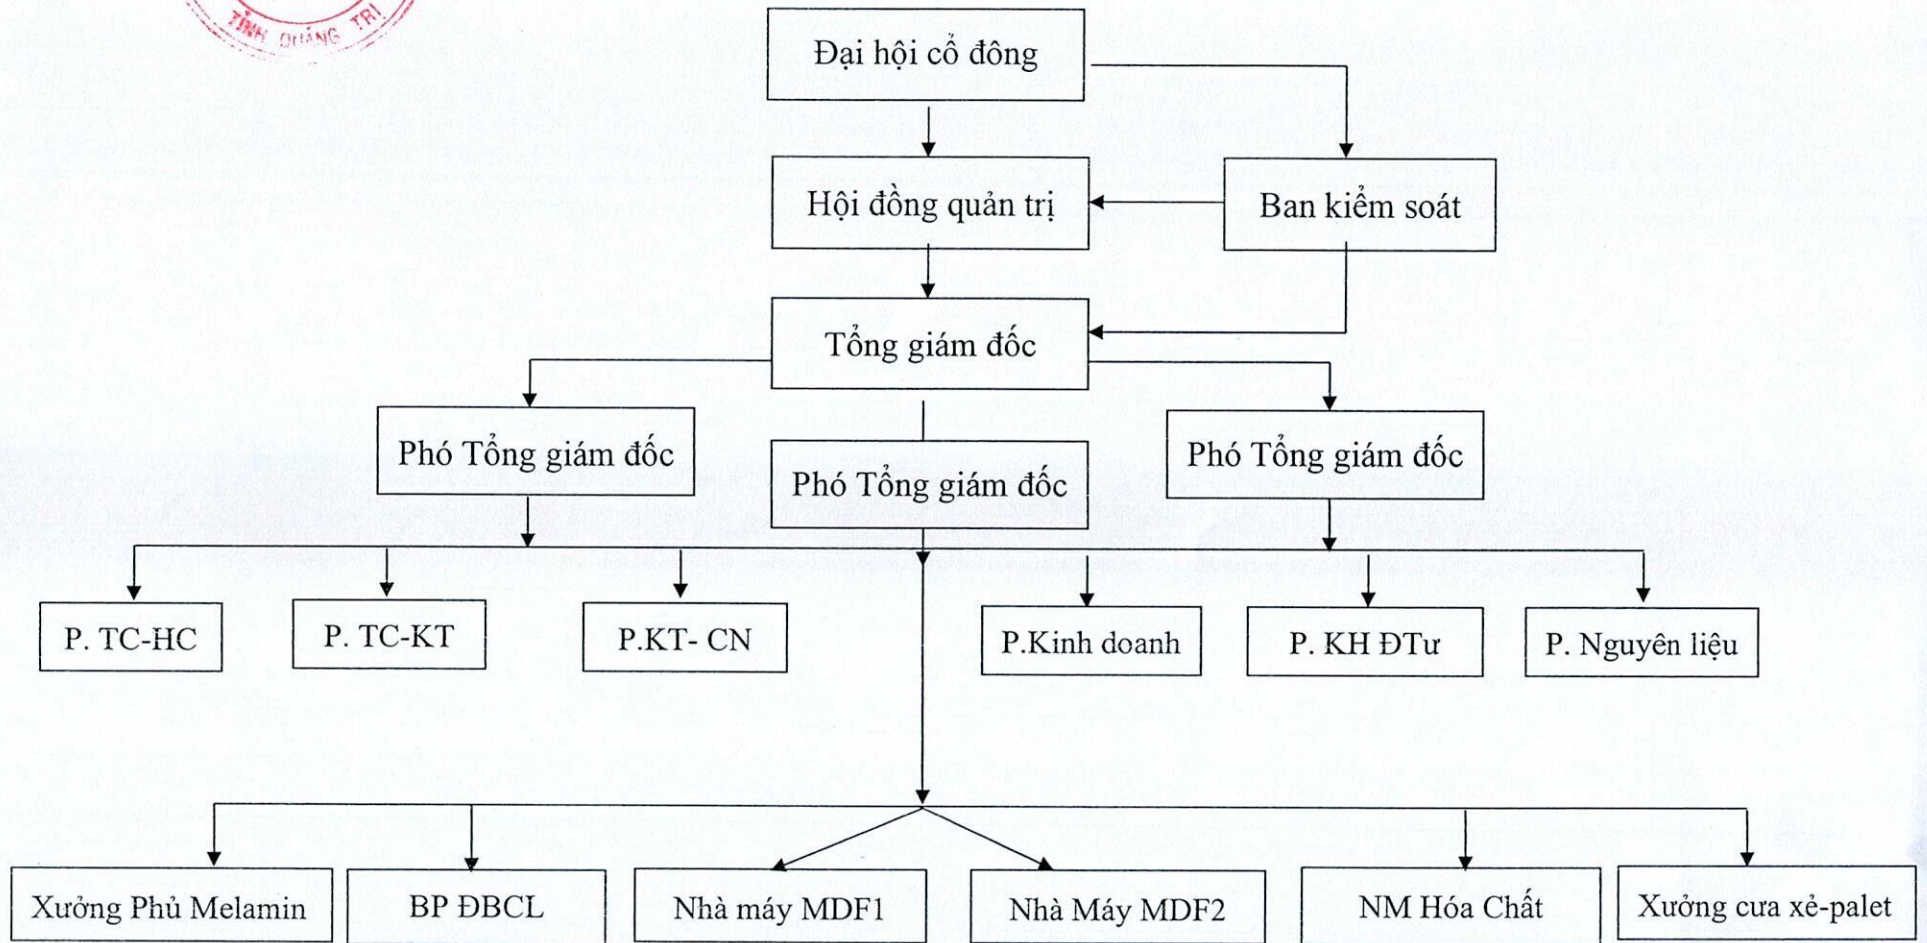 TỈNH QUẢNG TRỊ
Đại hội cổ đông
Hội đồng quản trị
Ban kiểm soát
Tổng giám đốc
Phó Tổng giám đốc
Phó Tổng giám đốc
Phó Tổng giám đốc
P. TC-HC
P. TC-KT
P.KT- CN
P.Kinh doanh
P. KH ĐTư
P. Nguyên liệu
Xưởng Phủ Melamin
BP ĐBCL
Nhà máy MDF1
Nhà Máy MDF2
NM Hóa Chất
Xưởng cưa xẻ-palet